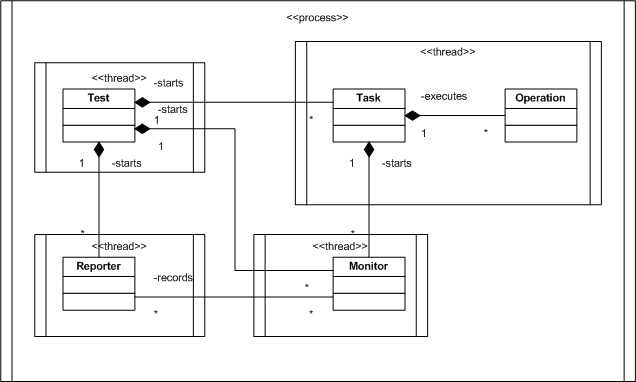 <<process>>
<<thread>>
<<thread>>
-starts
Test
Task
-executes
Operation
-starts
1
*
1
*
1
1
-starts
1
-starts
*
*
<<thread>>
<<thread>>
Reporter
Monitor
-records
*
*
*